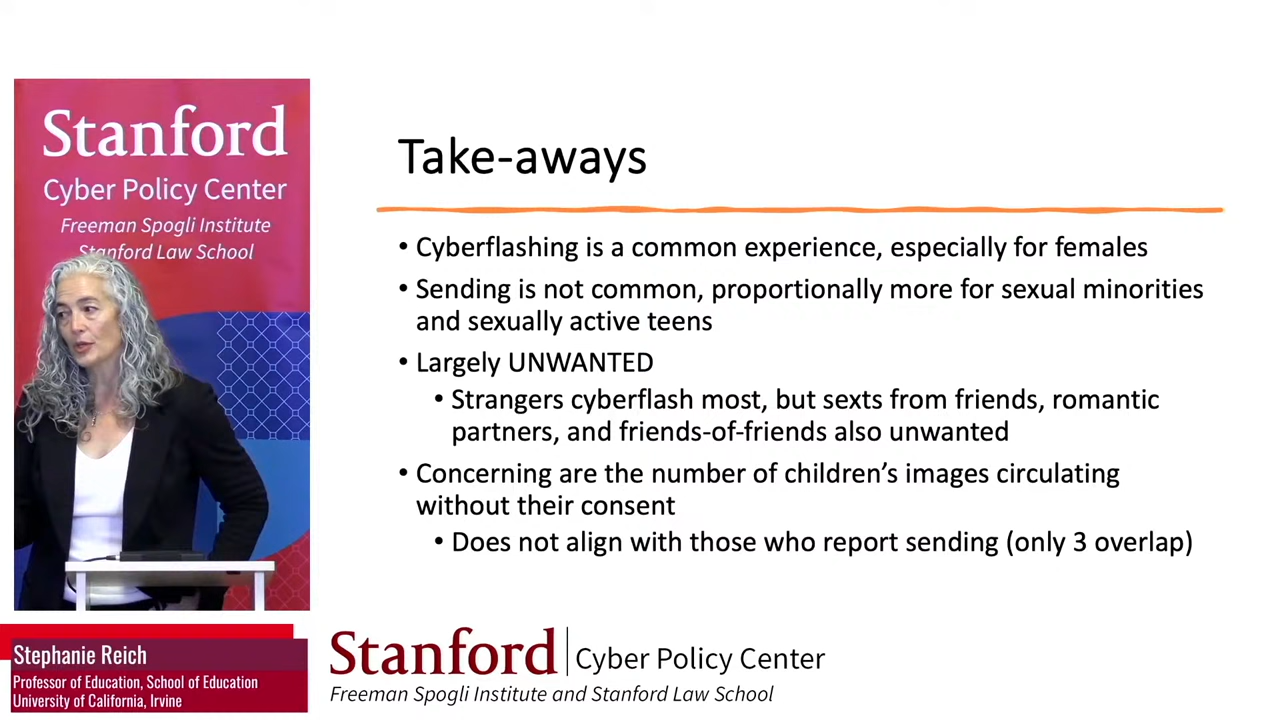 Stanford
Cyber Policy Center
Freeman Spogli Institute
Stanford Law School
Take-aways
• Cyberflashing is a common experience, especially for females
• Sending is not common, proportionally more for sexual minorities
and sexually active teens
• Largely UNWANTED
• Strangers cyberflash most, but sexts from friends, romantic
partners, and friends-of-friends also unwanted
• Concerning are the number of children’s images circulating
without their consent
• Does not align with those who report sending (only 3 overlap)
Stephanie Reich
Professor of Education, School of Education
University of California, Irvine
Stanford | Cyber Policy Center
Freeman Spogli Institute and Stanford Law School